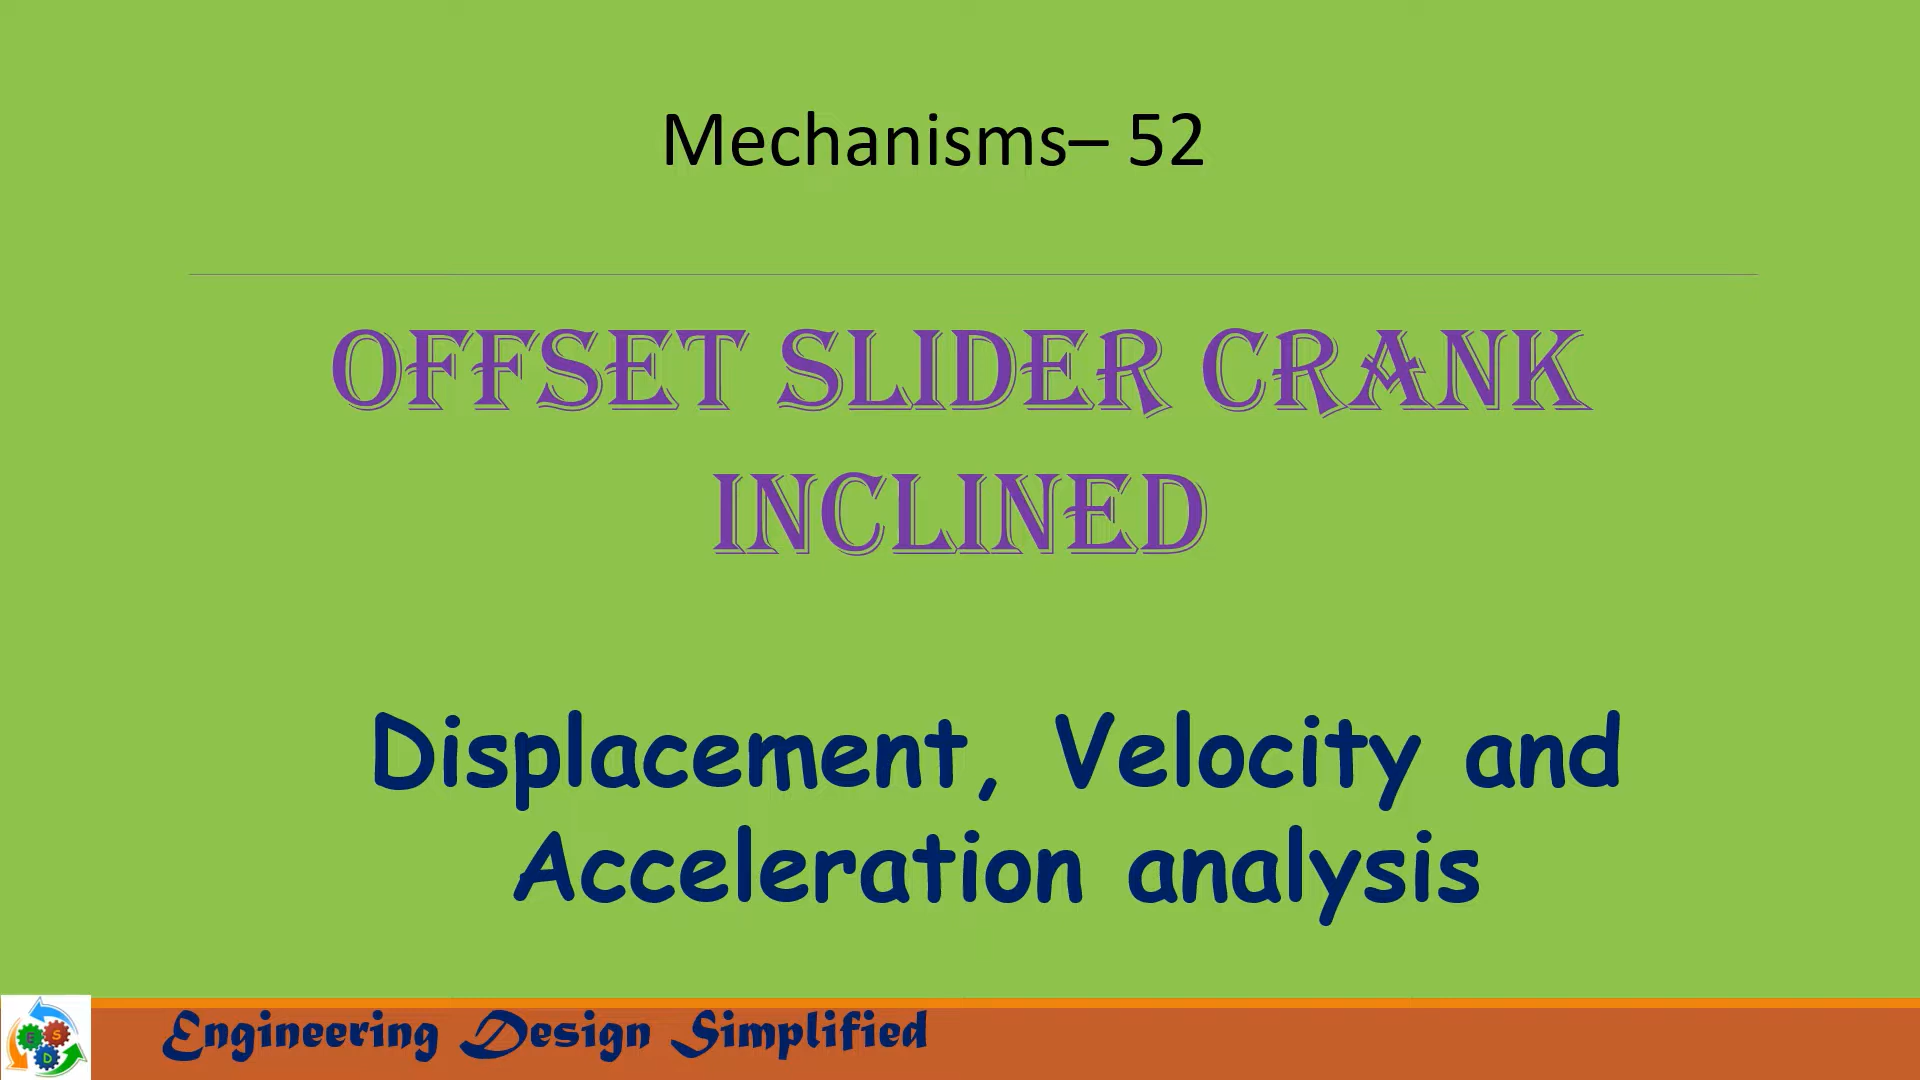 Mechanisms– 52
OFFSET SLIDER CRANK
INCLINED
Displacement, Velocity and
Acceleration analysis
E S
D
Engineering Design Simplified